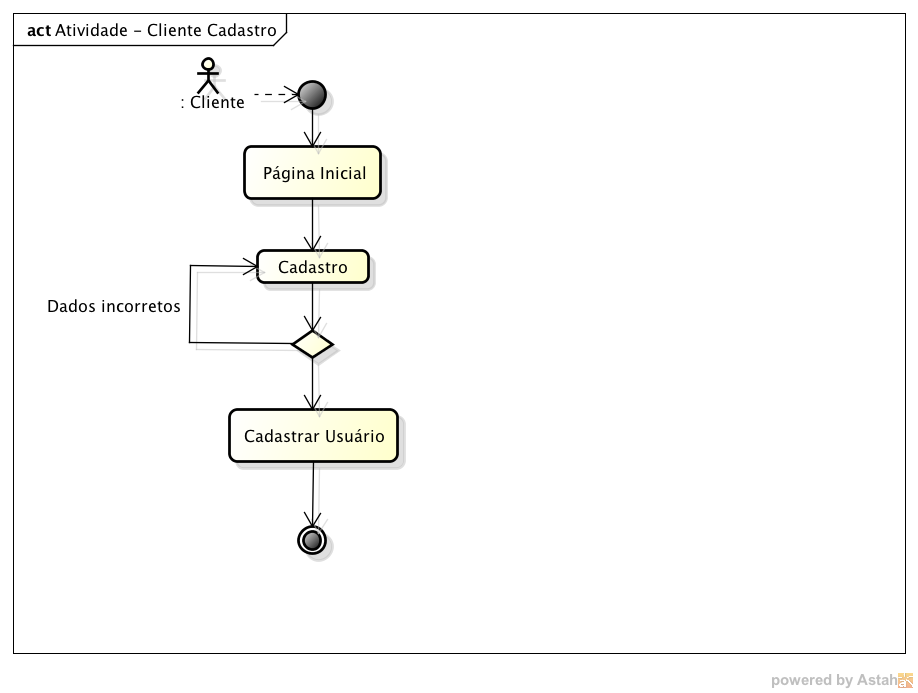 act Atividade - Cliente Cadastro
: Cliente
Página Inicial
Cadastro
Dados incorretos
Cadastrar Usuário
powered by Astah